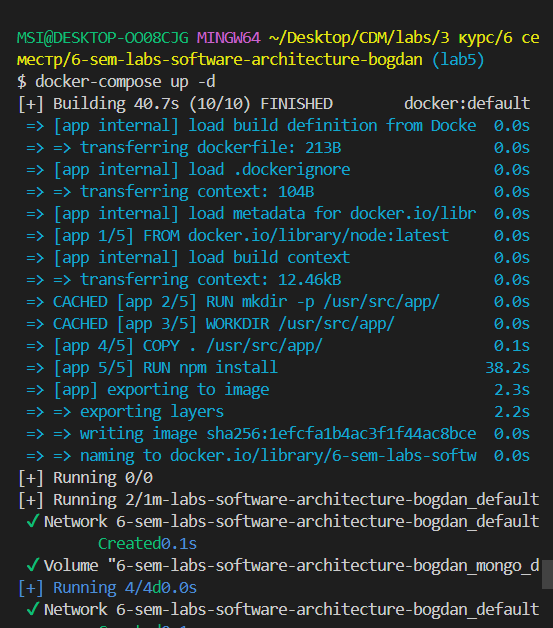 MSI@DESKTOP-OO08CJG MINGW64 ~/Desktop/CDM/labs/3 курс/6 се
местр/6-sem-labs-software-architecture-bogdan (lab5)
$ docker-compose up -d
[+] Building 40.7s (10/10) FINISHED docker:default
=> [app internal] load build definition from Docke 0.0s
=> => transferring dockerfile: 213B 0.0s
=> [app internal] load .dockerignore 0.0s
=> => transferring context: 104B 0.0s
=> [app internal] load metadata for docker.io/libr 0.0s
=> [app 1/5] FROM docker.io/library/node:latest 0.0s
=> [app internal] load build context 0.0s
=> => transferring context: 12.46kB 0.0s
=> CACHED [app 2/5] RUN mkdir -p /usr/src/app/ 0.0s
=> CACHED [app 3/5] WORKDIR /usr/src/app/ 0.0s
=> [app 4/5] COPY . /usr/src/app/ 0.1s
=> [app 5/5] RUN npm install 38.2s
=> [app] exporting to image 2.3s
=> => exporting layers 2.2s
=> => writing image sha256:1efcfa1b4ac3f1f44ac8bce 0.0s
=> => naming to docker.io/library/6-sem-labs-softw 0.0s
[+] Running 0/0
[+] Running 2/1m-labs-software-architecture-bogdan_default
✔ Network 6-sem-labs-software-architecture-bogdan_default
Created0.1s
✔ Volume "6-sem-labs-software-architecture-bogdan_mongo_d
[+] Running 4/4d0.0s
✔ Network 6-sem-labs-software-architecture-bogdan_default
Created0.1s